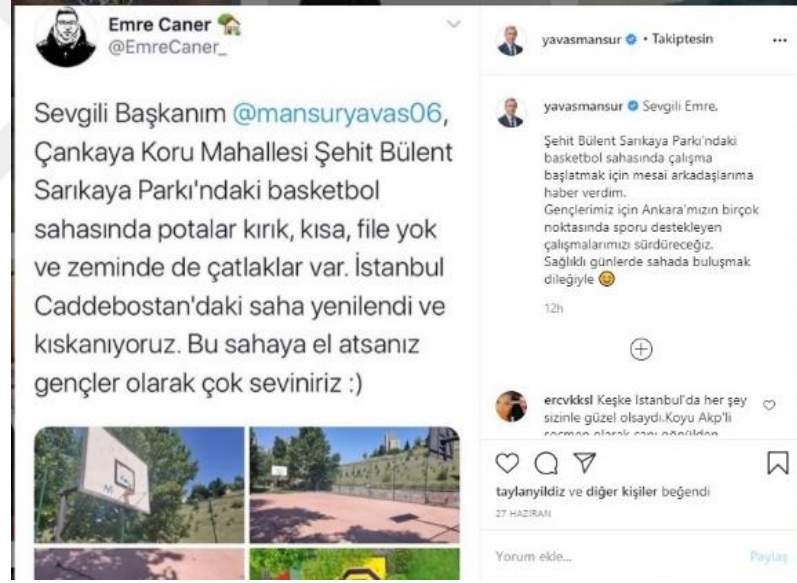 Emre Caner
@EmreCaner_
Sevgili Başkanım @mansuryavas06,
Çankaya Koru Mahallesi Şehit Bülent
Sarıkaya Parkı'ndaki basketbol
sahasında potalar kırık, kısa, file yok
ve zeminde de çatlaklar var. İstanbul
Caddebostan'daki saha yenilendi ve
kıskanıyoruz. Bu sahaya el atsanız
gençler olarak çok seviniriz :)
yavasmansur • Takiptesin
yavasmansur Sevgili Emre,
Şehit Bülent Sarıkaya Parkı'ndaki
basketbol sahasında çalışma
başlatmak için mesai arkadaşlarıma
haber verdim.
Gençlerimiz için Ankara'mızın birçok
noktasında sporu destekleyen
çalışmalarımızı sürdüreceğiz.
Sağlıklı günlerde sahada buluşmak
dileğiyle 😊
12h
ercvkksl Keşke İstanbul'da her şey
sizinle güzel olsaydı.Koyu Akp'li
seçmen olarak canı gönülden
taylanyildiz ve diğer kişiler beğendi
27 HAZİRAN
Yorum ekle...
Paylaş